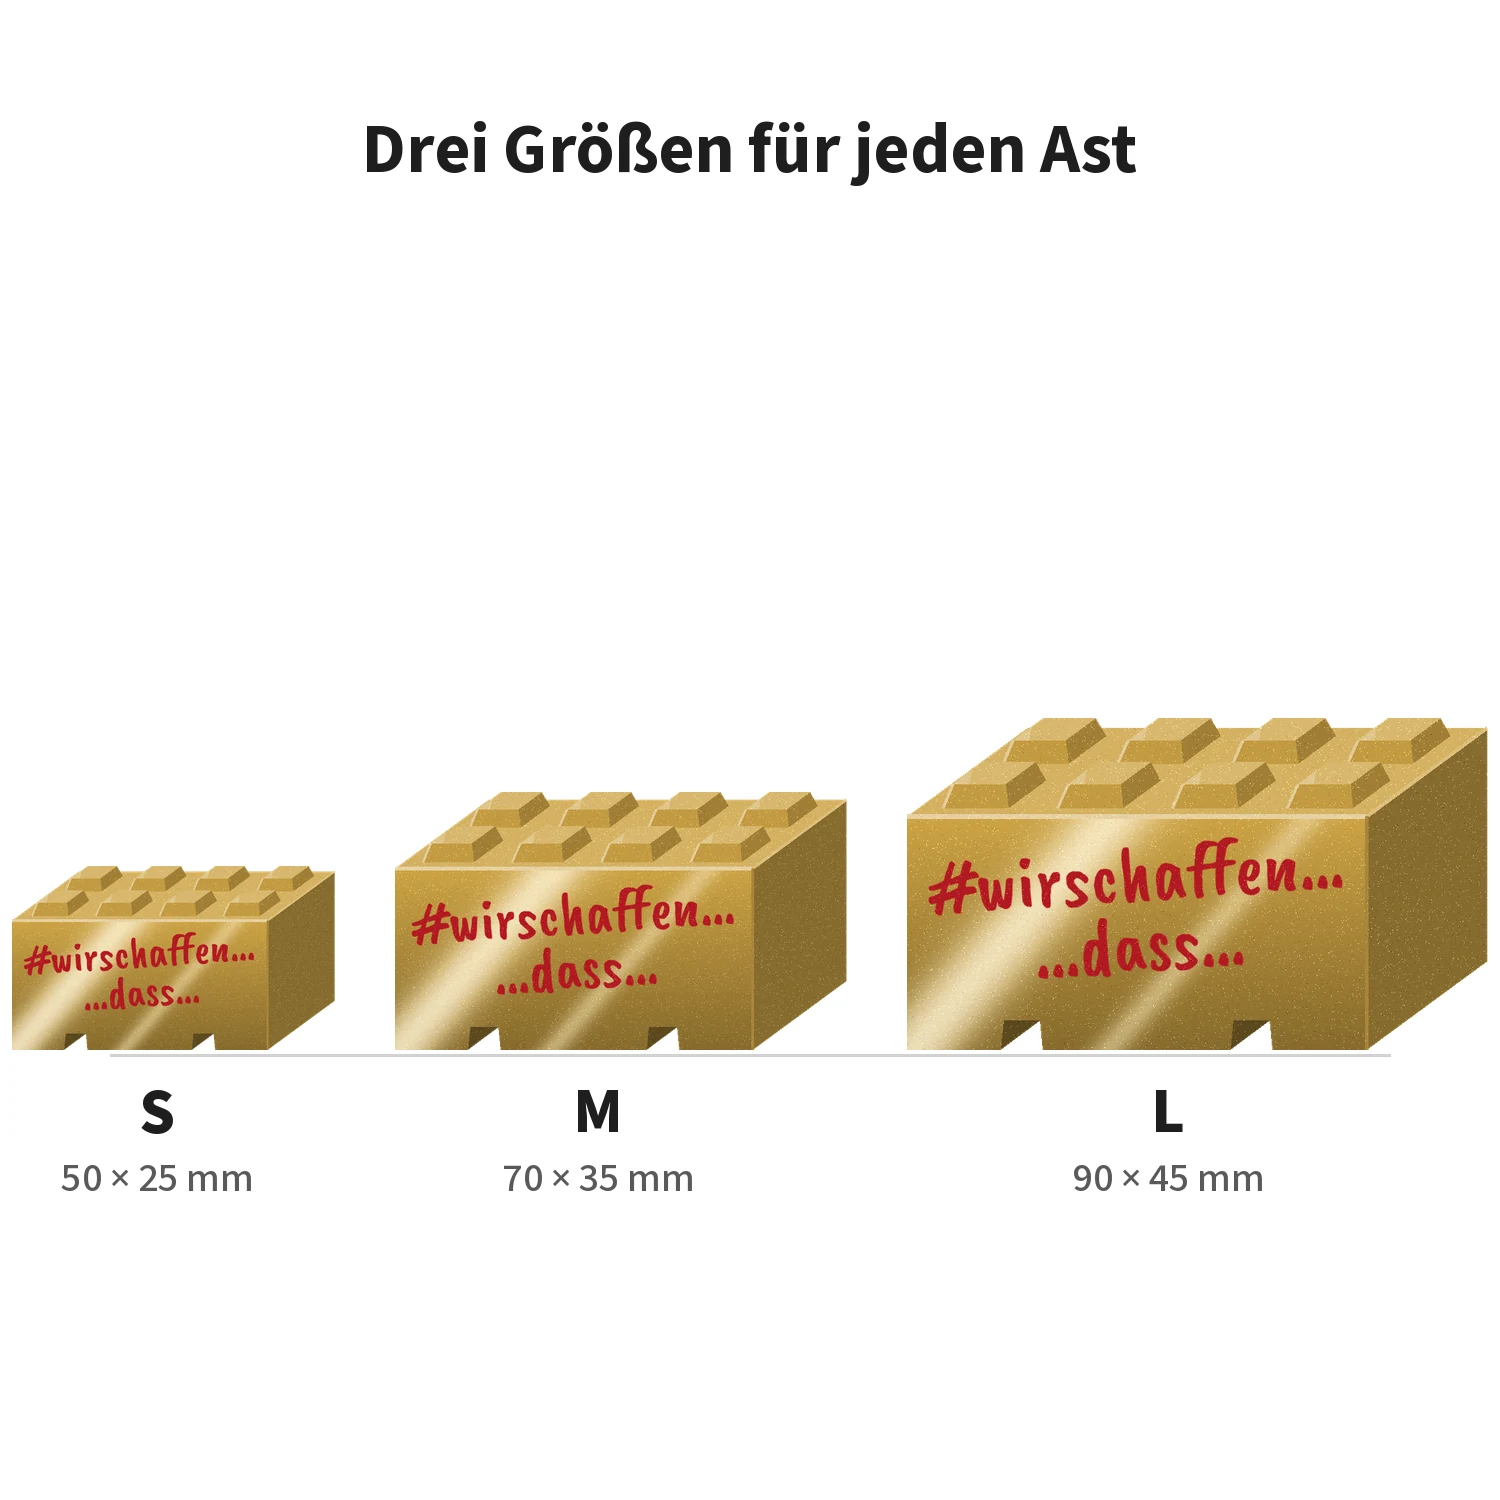 Drei Größen für jeden Ast
#wirschaffen...
...dass...
#wirschaffen...
...dass...
#wirschaffen...
...dass...
S
50 × 25 mm
M
70 × 35 mm
L
90 × 45 mm